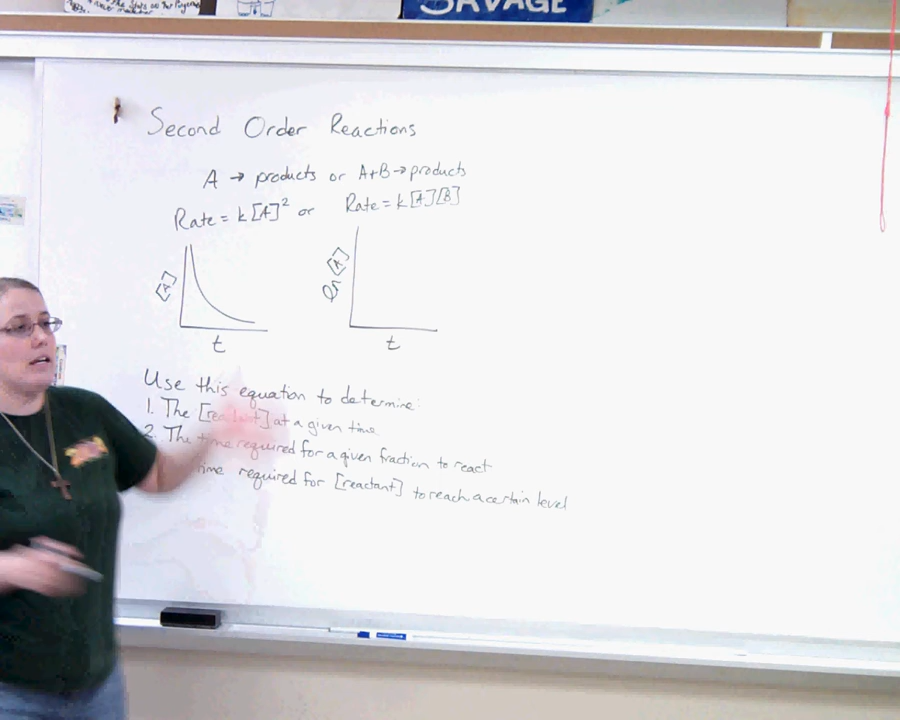 SAVAGE
Second Order Reactions
A → products or A+B → products
Rate = k[A]² or Rate = k[A][B]
[A]
t
[A]
t
Use this equation to determine:
1. The [reactant] at a given time
2. The time required for a given fraction to react
time required for [reactant] to reach a certain level